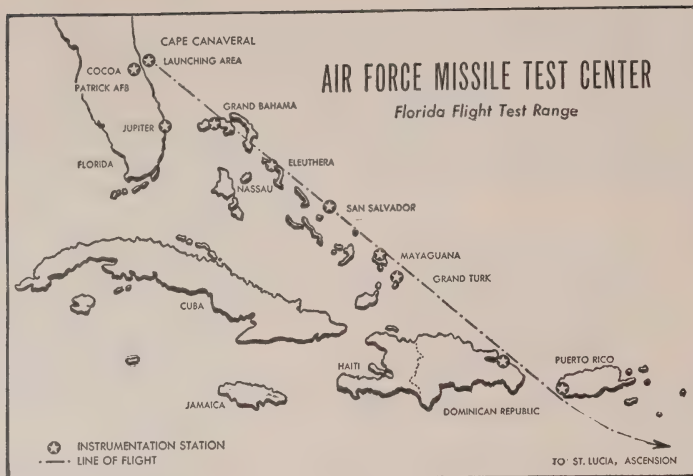 AIR FORCE MISSILE TEST CENTER
Florida Flight Test Range
CAPE CANAVERAL
LAUNCHING AREA
COCOA
PATRICK AFB
GRAND BAHAMA
JUPITER
FLORIDA
ELEUTHERA
NASSAU
SAN SALVADOR
MAYAGUANA
GRAND TURK
CUBA
HAITI
PUERTO RICO
JAMAICA
DOMINICAN REPUBLIC
INSTRUMENTATION STATION
LINE OF FLIGHT
TO ST. LUCIA, ASCENSION